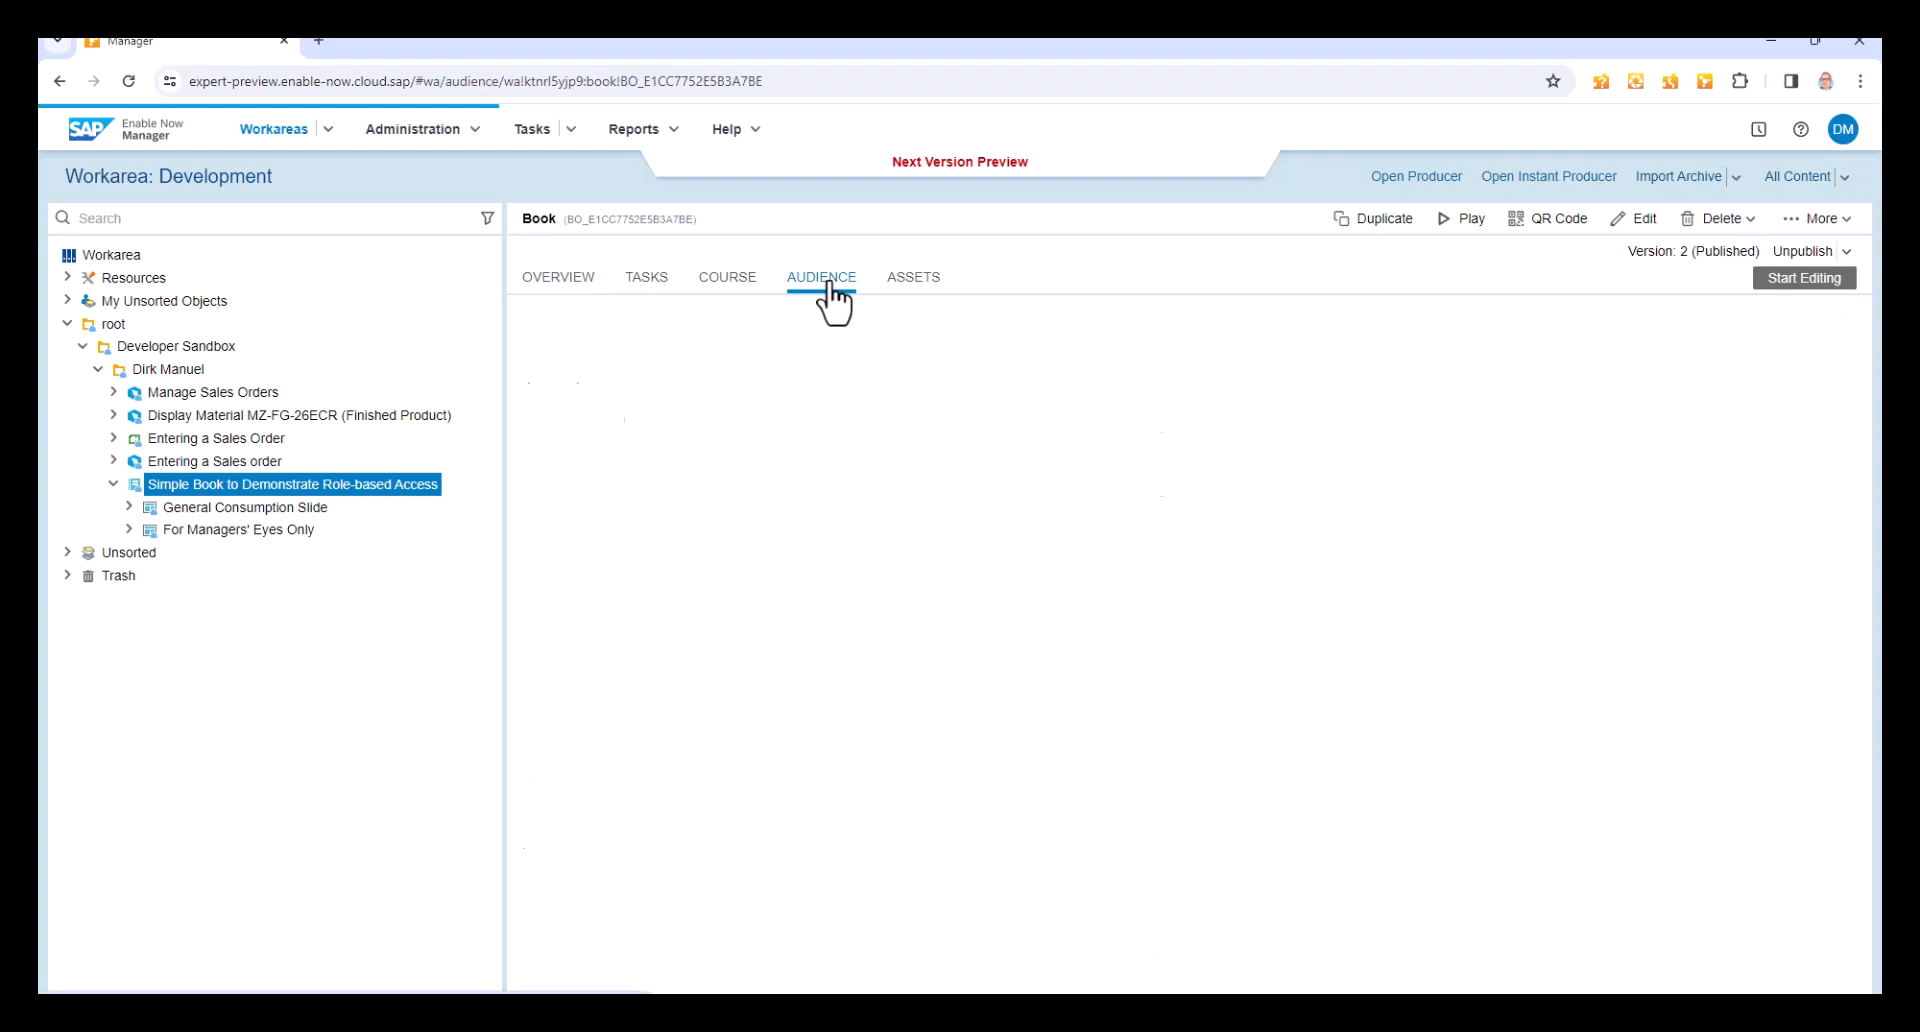 Manager
expert-preview.enable-now.cloud.sap/#wa/audience/wa!ktnrl5yjp9:book!BO_E1CC7752E5B3A7BE
SAP Enable Now Manager
Workareas Administration Tasks Reports Help
DM
Next Version Preview
Workarea: Development
Open Producer Open Instant Producer Import Archive All Content
Search
Book (BO_E1CC7752E5B3A7BE)
Duplicate Play QR Code Edit Delete More
Version: 2 (Published) Unpublish
OVERVIEW TASKS COURSE AUDIENCE ASSETS
Start Editing
Workarea
Resources
My Unsorted Objects
root
Developer Sandbox
Dirk Manuel
Manage Sales Orders
Display Material MZ-FG-26ECR (Finished Product)
Entering a Sales Order
Entering a Sales order
Simple Book to Demonstrate Role-based Access
General Consumption Slide
For Managers' Eyes Only
Unsorted
Trash